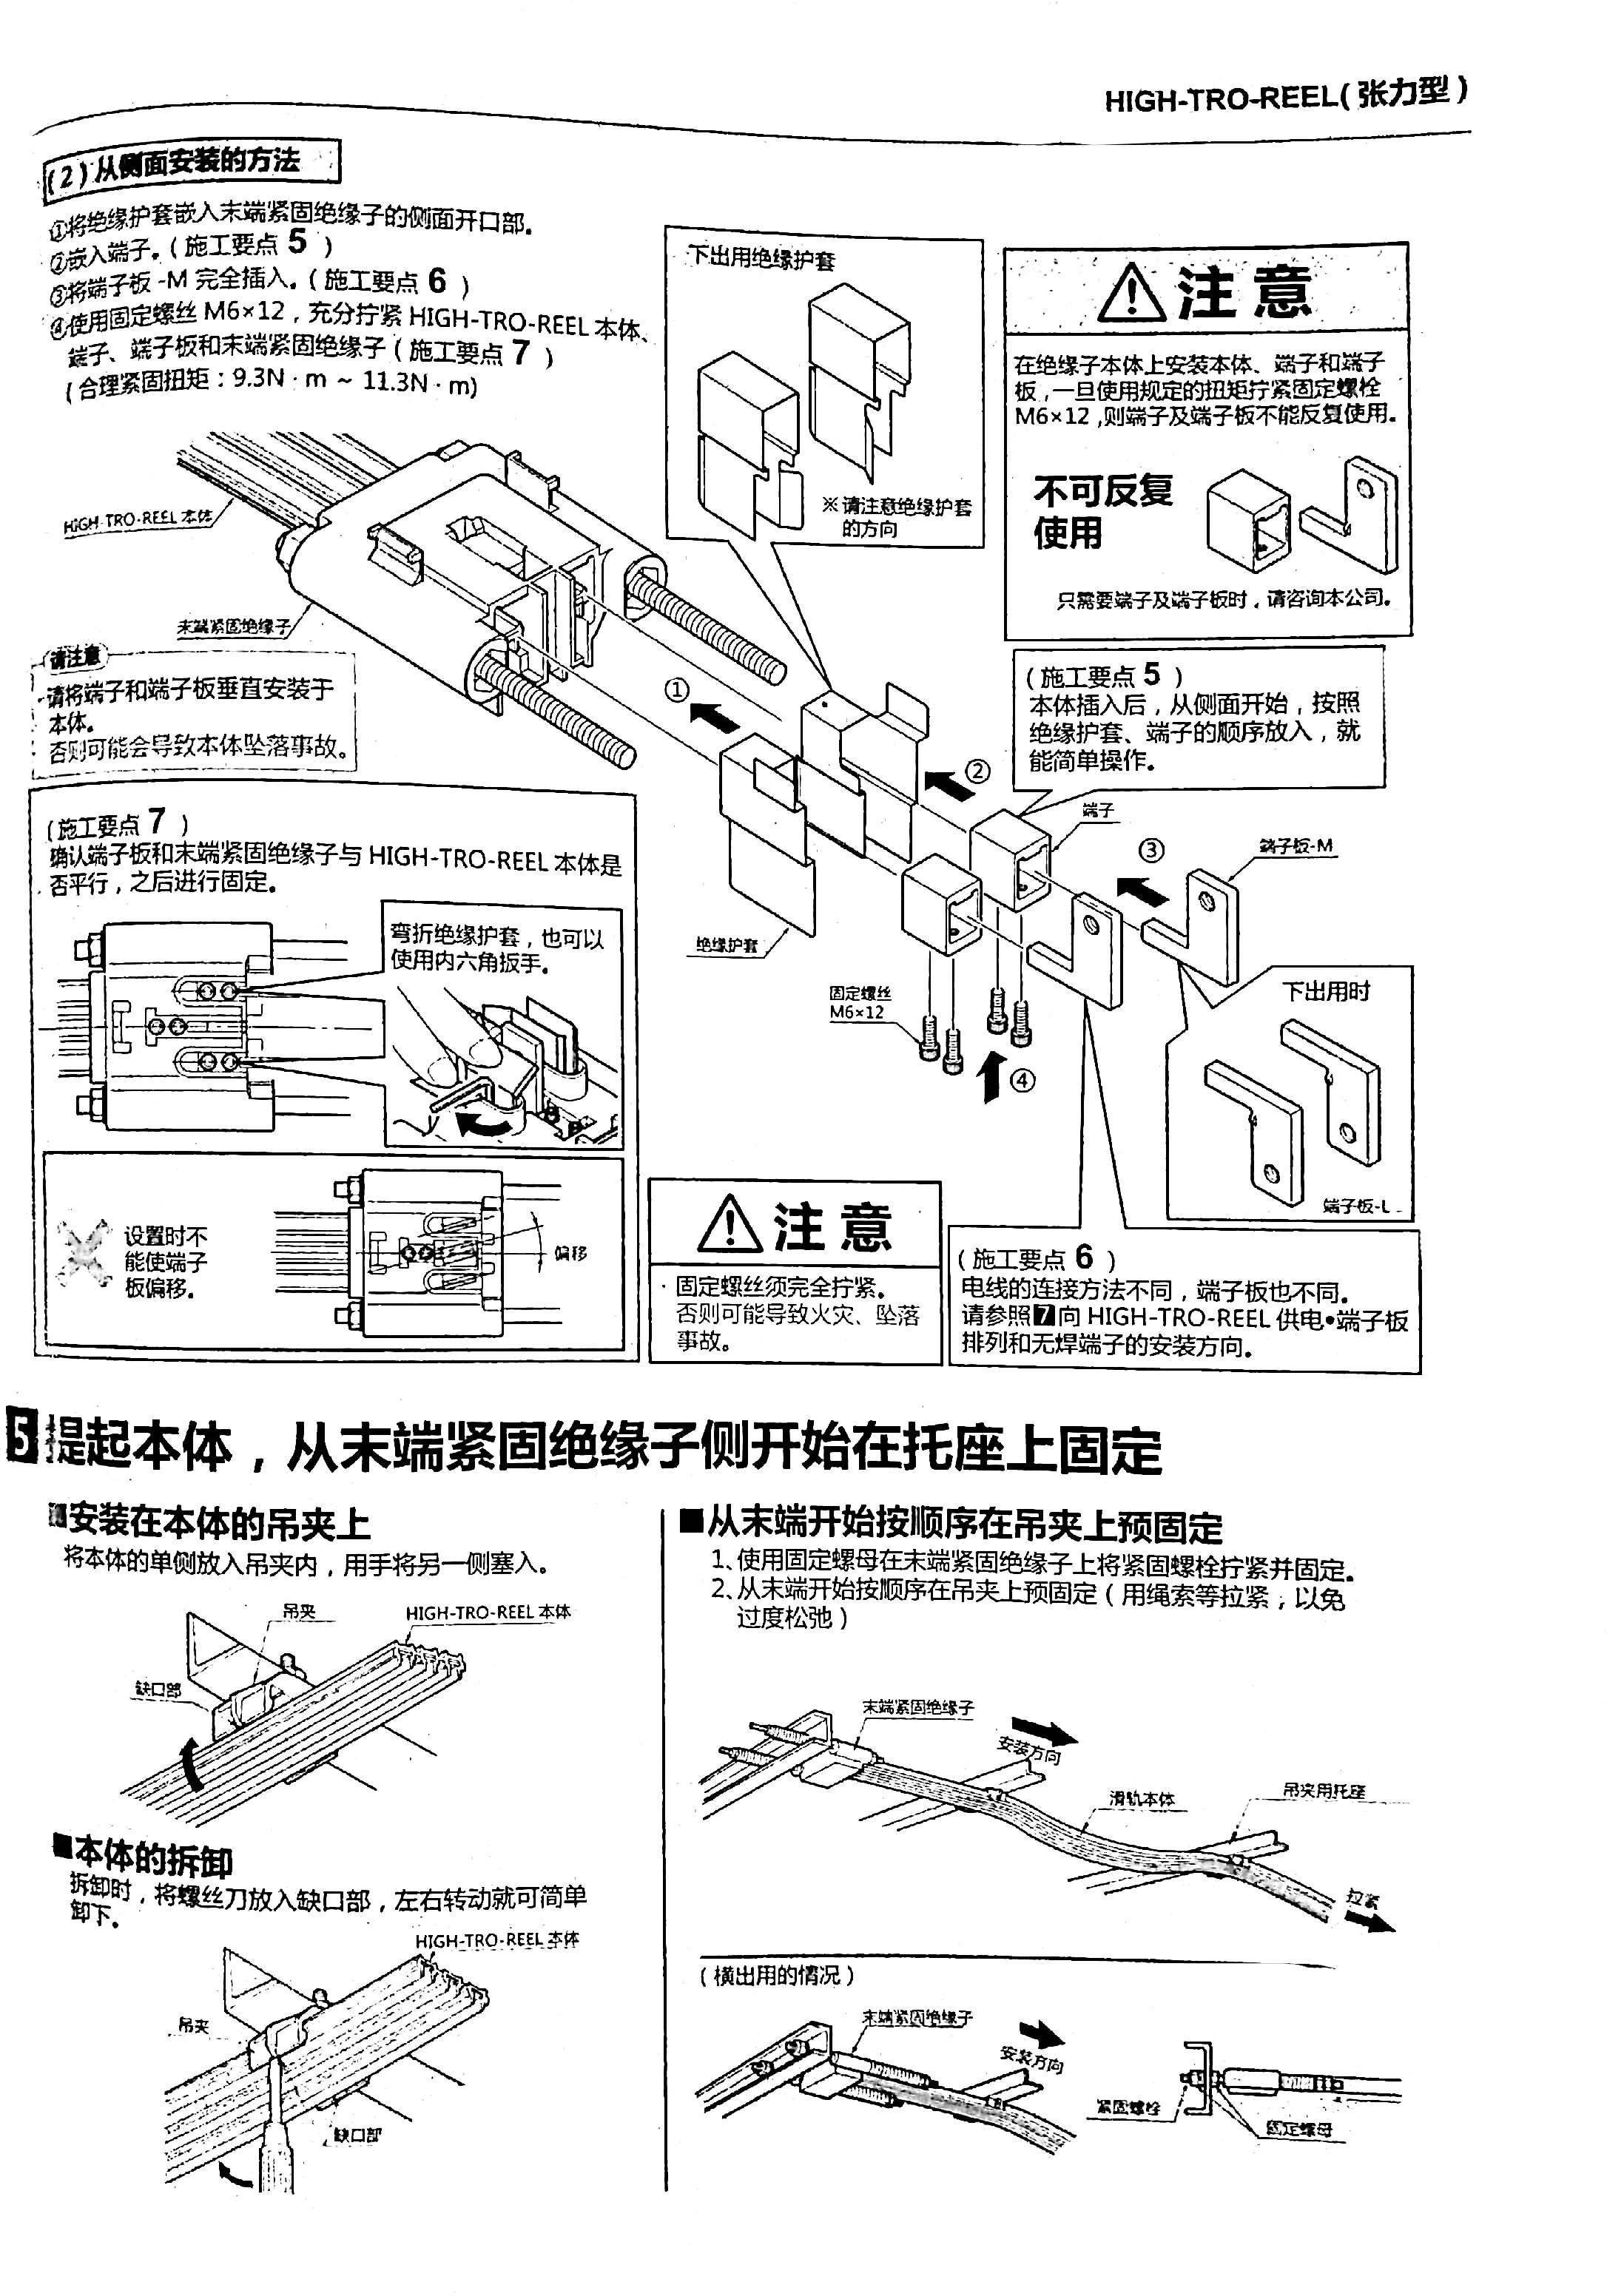 HIGH-TRO-REEL(张力型)
(2)从侧面安装的方法
①将绝缘护套嵌入末端紧固绝缘子的侧面开口部。
②嵌入端子。(施工要点 5 )
③将端子板 -M 完全插入。(施工要点 6 )
④使用固定螺丝 M6×12，充分拧紧 HIGH-TRO-REEL 本体、
端子、端子板和末端紧固绝缘子(施工要点 7 )
(合理紧固扭矩：9.3N · m ~ 11.3N · m)
下出用绝缘护套
※请注意绝缘护套
的方向
注意
在绝缘子本体上安装本体、端子和端子
板,一旦使用规定的扭矩拧紧固定螺栓
M6×12 ,则端子及端子板不能反复使用。
不可反复
使用
只需要端子及端子板时，请咨询本公司。
HIGH-TRO-REEL 本体
末端紧固绝缘子
请注意
·请将端子和端子板垂直安装于
本体。
否则可能会导致本体坠落事故。
(施工要点 5 )
本体插入后，从侧面开始，按照
绝缘护套、端子的顺序放入，就
能简单操作。
①
②
③
④
端子
端子板-M
绝缘护套
固定螺丝
M6×12
下出用时
端子板-L
(施工要点 7 )
确认端子板和末端紧固绝缘子与 HIGH-TRO-REEL 本体是
否平行，之后进行固定。
弯折绝缘护套，也可以
使用内六角扳手。
设置时不
能使端子
板偏移。
偏移
注意
· 固定螺丝须完全拧紧。
否则可能导致火灾、坠落
事故。
(施工要点 6 )
电线的连接方法不同，端子板也不同。
请参照7向 HIGH-TRO-REEL 供电•端子板
排列和无焊端子的安装方向。
5提起本体，从末端紧固绝缘子侧开始在托座上固定
■安装在本体的吊夹上
将本体的单侧放入吊夹内，用手将另一侧塞入。
吊夹
HIGH-TRO-REEL 本体
缺口部
■本体的拆卸
拆卸时，将螺丝刀放入缺口部，左右转动就可简单
卸下。
HIGH-TRO-REEL 本体
吊夹
缺口部
■从末端开始按顺序在吊夹上预固定
1、使用固定螺母在末端紧固绝缘子上将紧固螺栓拧紧并固定。
2、从末端开始按顺序在吊夹上预固定(用绳索等拉紧，以免
过度松弛)
末端紧固绝缘子
安装方向
滑轨本体
吊夹用托座
拉紧
(横出用的情况)
末端紧固绝缘子
安装方向
紧固螺栓
固定螺母